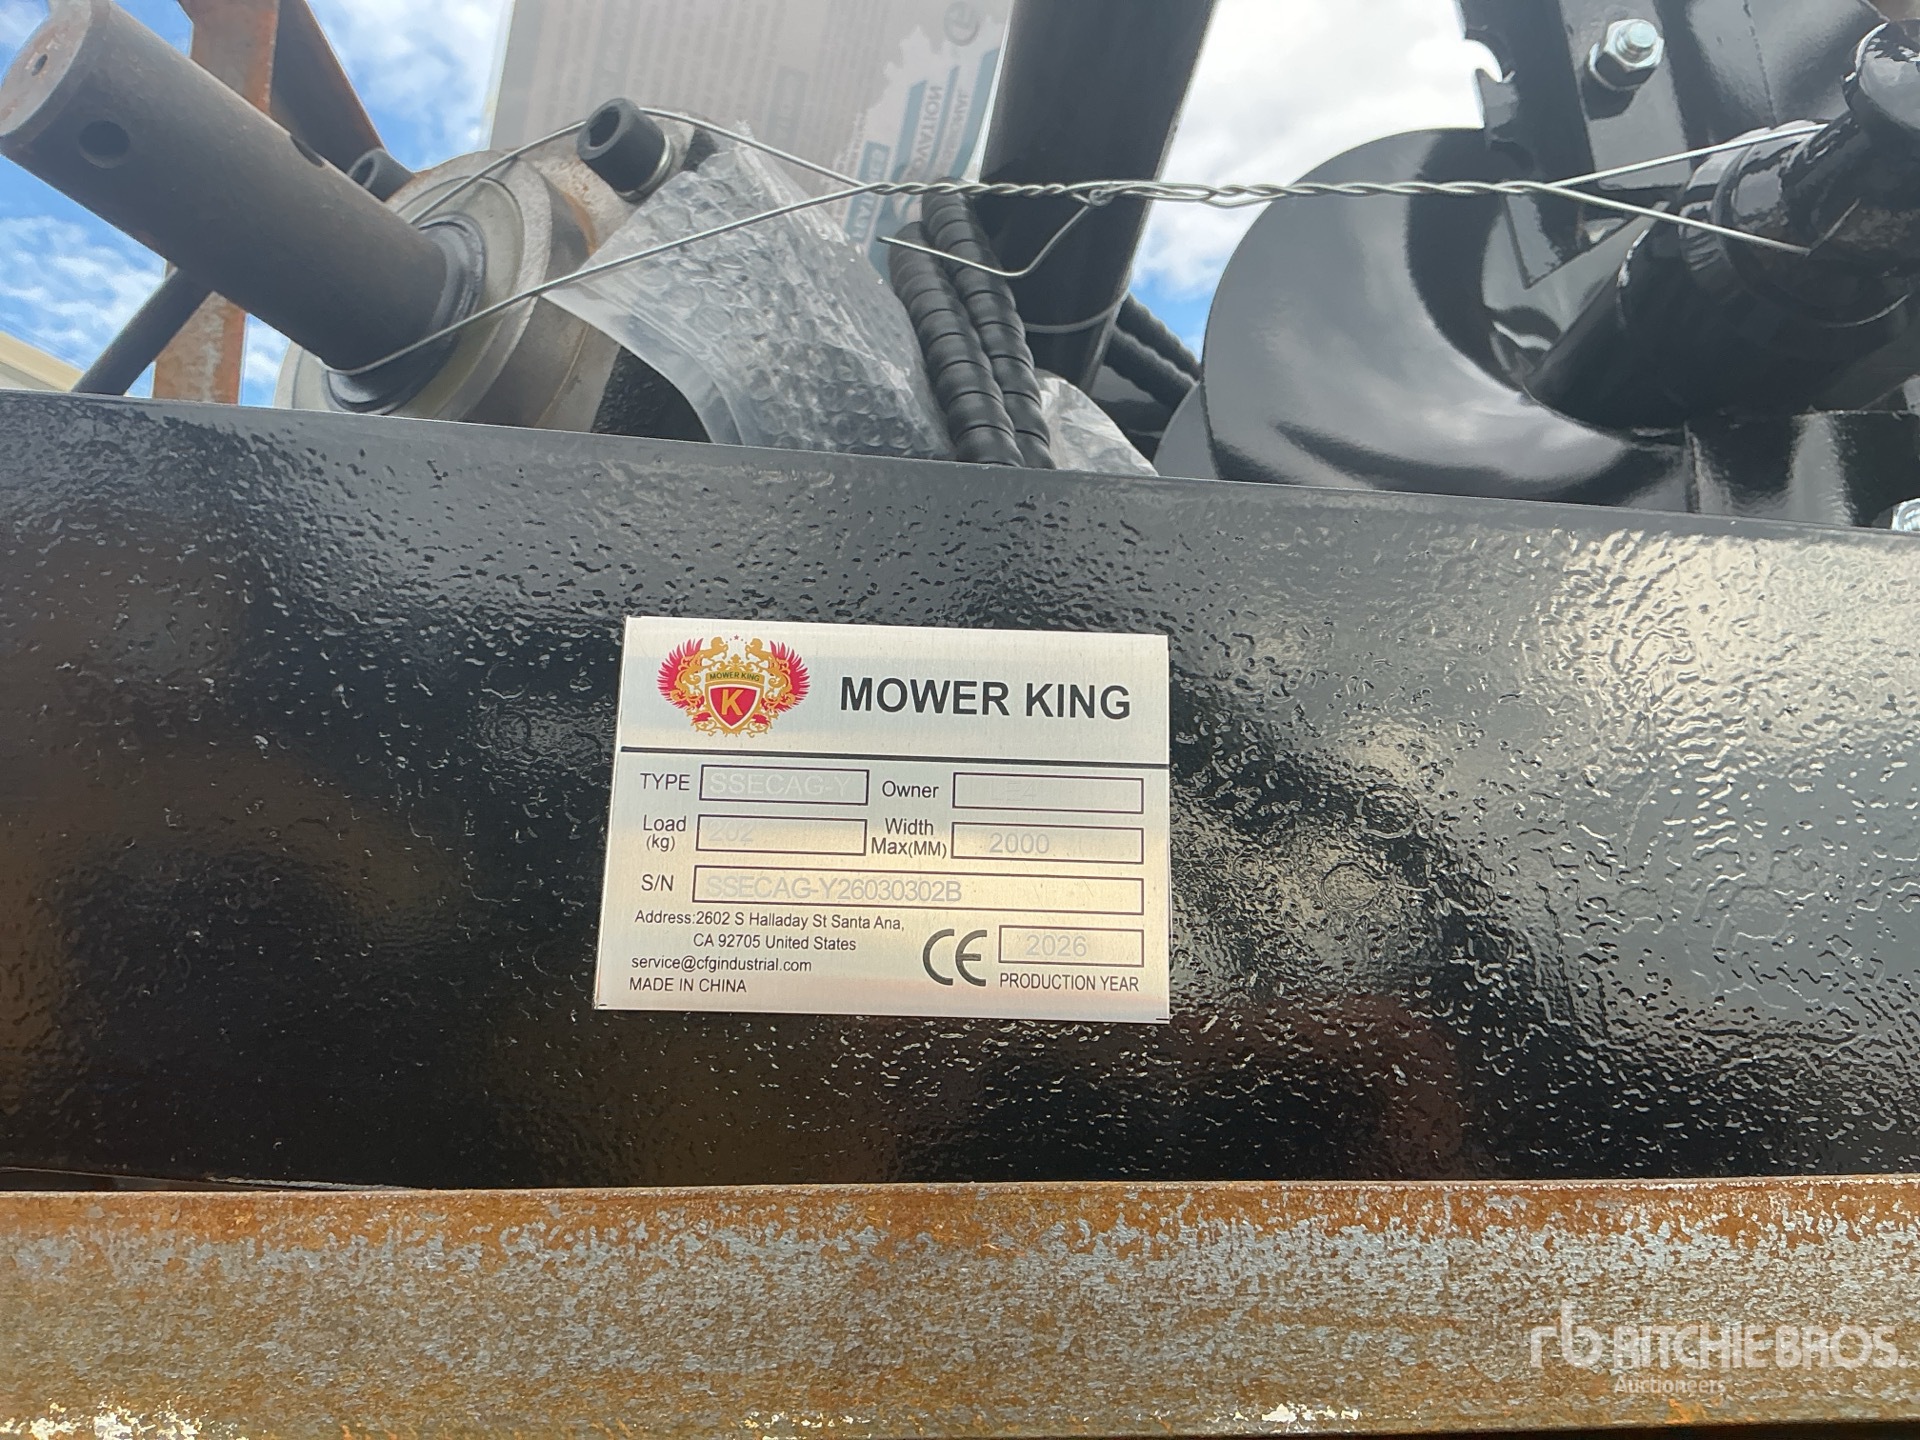 MOWER KING
K
MOWER KING
TYPE SSECAG-Y Owner
Load (kg) 202 Width Max(MM) 2000
S/N SSECAG-Y26030302B
Address:2602 S Halladay St Santa Ana,
CA 92705 United States
service@cfgindustrial.com
MADE IN CHINA
CE 2026
PRODUCTION YEAR
rb RITCHIE BROS.
Auctioneers